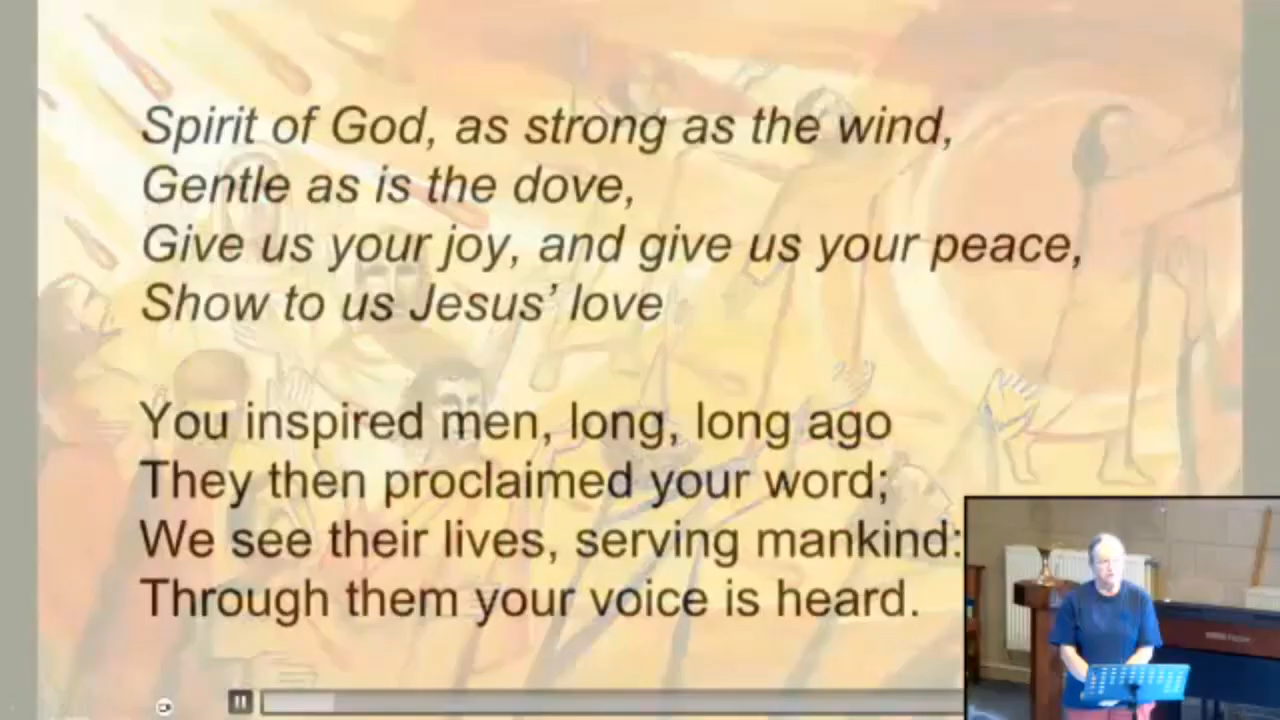 Spirit of God, as strong as the wind,
Gentle as is the dove,
Give us your joy, and give us your peace,
Show to us Jesus’ love
You inspired men, long, long ago
They then proclaimed your word;
We see their lives, serving mankind:
Through them your voice is heard.